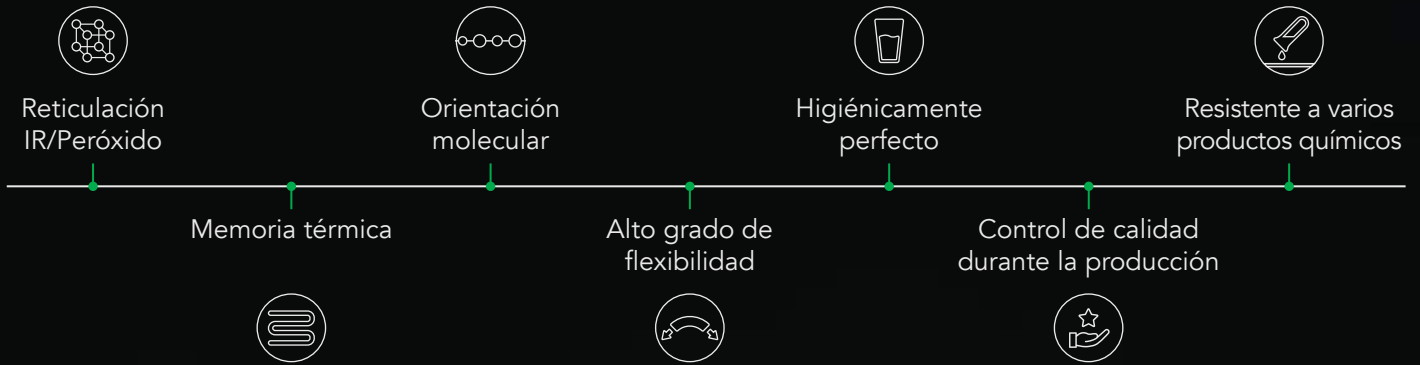 Reticulación
IR/Peróxido
Orientación
molecular
Higiénicamente
perfecto
Resistente a varios
productos químicos
Memoria térmica
Alto grado de
flexibilidad
Control de calidad
durante la producción